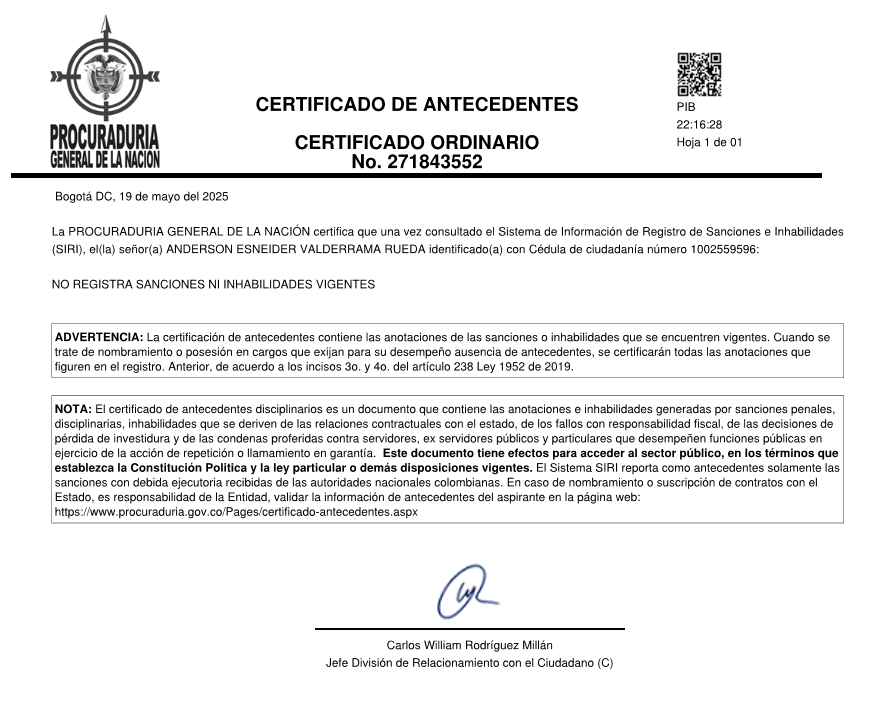 PROCURADURIA
GENERAL DE LA NACION
CERTIFICADO DE ANTECEDENTES
CERTIFICADO ORDINARIO
No. 271843552
PIB
22:16:28
Hoja 1 de 01
Bogotá DC, 19 de mayo del 2025
La PROCURADURIA GENERAL DE LA NACIÓN certifica que una vez consultado el Sistema de Información de Registro de Sanciones e Inhabilidades
(SIRI), el(la) señor(a) ANDERSON ESNEIDER VALDERRAMA RUEDA identificado(a) con Cédula de ciudadanía número 1002559596:
NO REGISTRA SANCIONES NI INHABILIDADES VIGENTES
ADVERTENCIA: La certificación de antecedentes contiene las anotaciones de las sanciones o inhabilidades que se encuentren vigentes. Cuando se
trate de nombramiento o posesión en cargos que exijan para su desempeño ausencia de antecedentes, se certificarán todas las anotaciones que
figuren en el registro. Anterior, de acuerdo a los incisos 3o. y 4o. del artículo 238 Ley 1952 de 2019.
NOTA: El certificado de antecedentes disciplinarios es un documento que contiene las anotaciones e inhabilidades generadas por sanciones penales,
disciplinarias, inhabilidades que se deriven de las relaciones contractuales con el estado, de los fallos con responsabilidad fiscal, de las decisiones de
pérdida de investidura y de las condenas proferidas contra servidores, ex servidores públicos y particulares que desempeñen funciones públicas en
ejercicio de la acción de repetición o llamamiento en garantía. Este documento tiene efectos para acceder al sector público, en los términos que
establezca la Constitución Politica y la ley particular o demás disposiciones vigentes. El Sistema SIRI reporta como antecedentes solamente las
sanciones con debida ejecutoria recibidas de las autoridades nacionales colombianas. En caso de nombramiento o suscripción de contratos con el
Estado, es responsabilidad de la Entidad, validar la información de antecedentes del aspirante en la página web:
https://www.procuraduria.gov.co/Pages/certificado-antecedentes.aspx
Carlos William Rodríguez Millán
Jefe División de Relacionamiento con el Ciudadano (C)